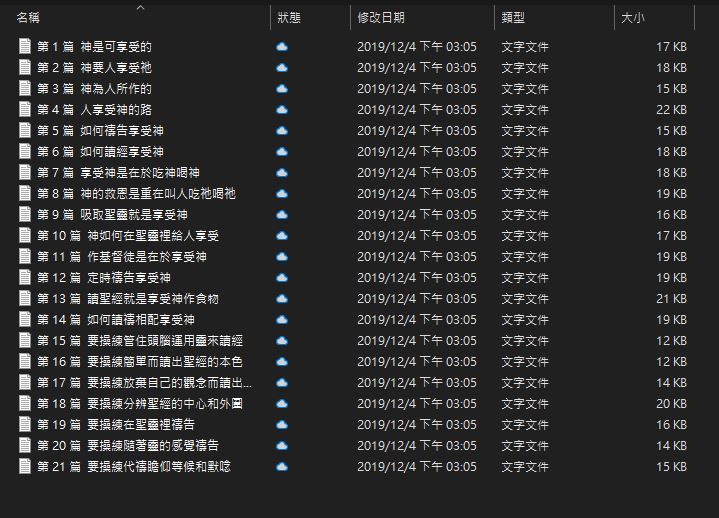 名稱 狀態 修改日期 類型 大小
第 1 篇 神是可享受的 2019/12/4 下午 03:05 文字文件 17 KB
第 2 篇 神要人享受祂 2019/12/4 下午 03:05 文字文件 18 KB
第 3 篇 神為人所作的 2019/12/4 下午 03:05 文字文件 15 KB
第 4 篇 人享受神的路 2019/12/4 下午 03:05 文字文件 22 KB
第 5 篇 如何禱告享受神 2019/12/4 下午 03:05 文字文件 15 KB
第 6 篇 如何讀經享受神 2019/12/4 下午 03:05 文字文件 18 KB
第 7 篇 享受神是在於吃神喝神 2019/12/4 下午 03:05 文字文件 18 KB
第 8 篇 神的救恩是重在叫人吃祂喝祂 2019/12/4 下午 03:05 文字文件 19 KB
第 9 篇 吸取聖靈就是享受神 2019/12/4 下午 03:05 文字文件 16 KB
第 10 篇 神如何在聖靈裡給人享受 2019/12/4 下午 03:05 文字文件 17 KB
第 11 篇 作基督徒是在於享受神 2019/12/4 下午 03:05 文字文件 19 KB
第 12 篇 定時禱告享受神 2019/12/4 下午 03:05 文字文件 19 KB
第 13 篇 讀聖經就是享受神作食物 2019/12/4 下午 03:05 文字文件 21 KB
第 14 篇 如何讀禱相配享受神 2019/12/4 下午 03:05 文字文件 19 KB
第 15 篇 要操練管住頭腦運用靈來讀經 2019/12/4 下午 03:05 文字文件 12 KB
第 16 篇 要操練簡單而讀出聖經的本色 2019/12/4 下午 03:05 文字文件 12 KB
第 17 篇 要操練放棄自己的觀念而讀出... 2019/12/4 下午 03:05 文字文件 14 KB
第 18 篇 要操練分辨聖經的中心和外圍 2019/12/4 下午 03:05 文字文件 20 KB
第 19 篇 要操練在聖靈裡禱告 2019/12/4 下午 03:05 文字文件 16 KB
第 20 篇 要操練隨著靈的感覺禱告 2019/12/4 下午 03:05 文字文件 14 KB
第 21 篇 要操練代禱瞻仰等候和默唸 2019/12/4 下午 03:05 文字文件 15 KB